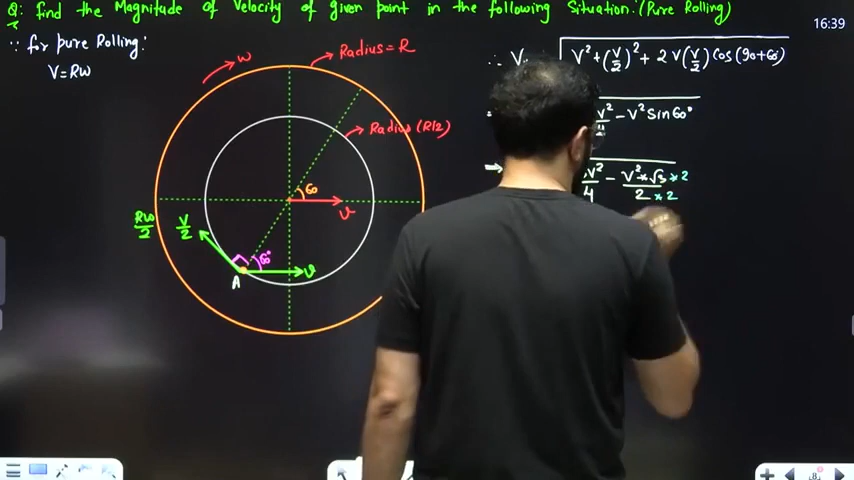 Q: find the Magnitude of Velocity of given point in the following Situation: (Pure Rolling)
16:39
∵ for pure Rolling:
V=Rω
ω
Radius = R
Radius (R/2)
60
v
Rω/2
V/2
60°
v
A
∴ V
√ V² + (V/2)² + 2 V(V/2) Cos (90+60)
= V²/4 - V² Sin 60°
⇒ V²/4 - V²*√3*2/2*2